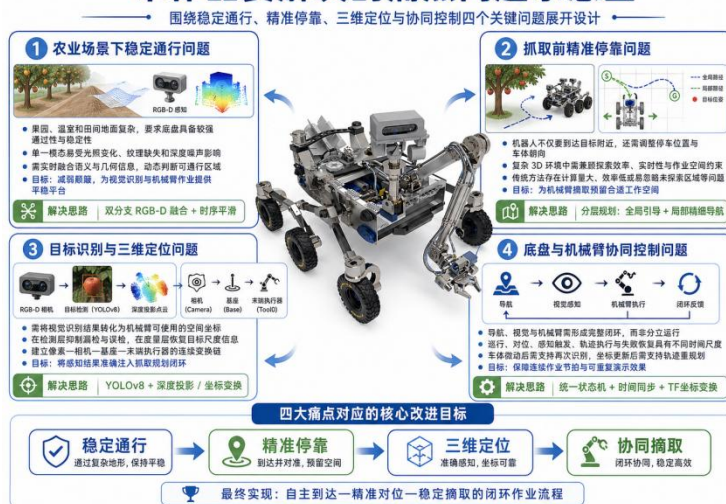 围绕稳定通行、精准停靠、三维定位与协同控制四个关键问题展开设计
1 农业场景下稳定通行问题
RGB-D 感知
果园、温室和田间地面复杂，要求底盘具备较强
通过性与稳定性
单一模态易受光照变化、纹理缺失和深度噪声影响
需实时融合语义与几何信息，动态判断可通行区域
目标：减弱颠簸，为视觉识别与机械臂作业提供
平稳平台
解决思路 双分支 RGB-D 融合 + 时序平滑
2 抓取前精准停靠问题
S
G
全局路径
局部路径
机器人不仅要到达目标附近，还需调整停车位置与
车体朝向
复杂 3D 环境中需兼顾探索效率、实时性与作业空间约束
传统方法存在计算量大、效率低或易忽略未探索区域等问题
目标：为机械摘取预留合适工作空间
解决思路 分层规划：全局引导 + 局部精细导航
3 目标识别与三维定位问题
RGB-D 相机
目标检测（YOLOv8）
深度投影点云
相机
(Camera)
基座
(Base)
末端执行器
(Tool0)
需将视觉识别结果转化为机械臂可使用的空间坐标
在检测层抑制漏检与误检，在度量层恢复目标尺度信息
建立像素—相机—基座—末端执行器的连续变换链
目标：将感知结果准确注入抓取规划闭环
解决思路 YOLOv8 + 深度投影 / 坐标变换
4 底盘与机械臂协同控制问题
导航
视觉感知
机械臂执行
闭环反馈
导航、视觉与机械臂需形成完整闭环，而非分立运行
巡行、对位、感知触发、轨迹执行与失败恢复具有不同时间尺度
车体微动后需支持再次识别，坐标更新后需支持轨迹重规划
目标：保障连续作业节拍与可重复演示效果
解决思路 统一状态机 + 时间同步 + TF坐标变换
四大痛点对应的核心改进目标
稳定通行
通过复杂地形，保持平稳
精准停靠
到达并对准，预留空间
三维定位
准确感知，坐标可靠
协同摘取
闭环协同，稳定高效
最终实现：自主到达—精准对位—稳定摘取的闭环作业流程